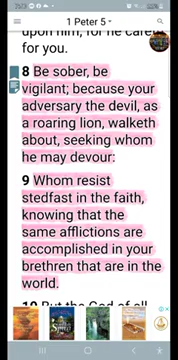 1 Peter 5
upon him; for he careth
for you.
8 Be sober, be
vigilant; because your
adversary the devil, as
a roaring lion, walketh
about, seeking whom
he may devour:
9 Whom resist
stedfast in the faith,
knowing that the
same afflictions are
accomplished in your
brethren that are in the
world.
10 But the God of all